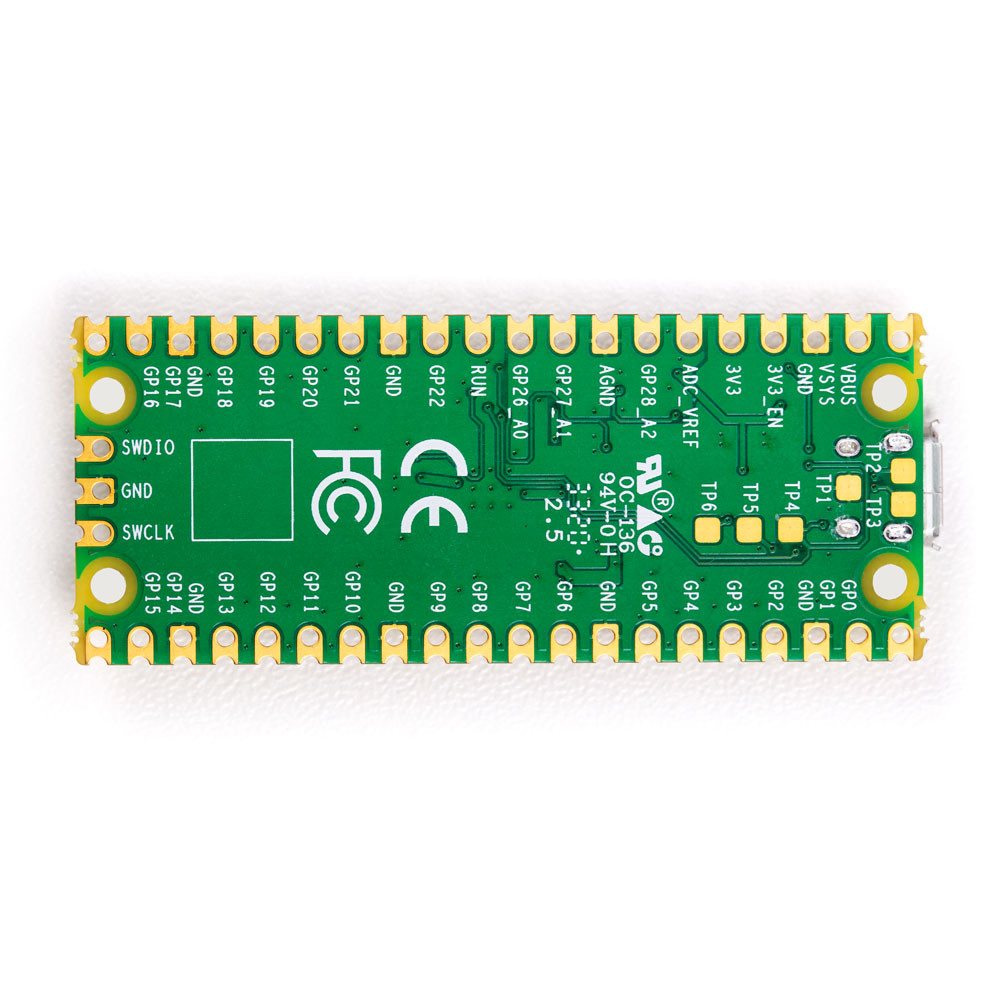 GP16
GP17
GND
GP18
GP19
GP20
GP21
GND
GP22
RUN
GP26_A0
GP27_A1
AGND
GP28_A2
ADC_VREF
3V3
3V3_EN
GND
VSYS
VBUS
SWDIO
GND
SWCLK
FC
CE
®
OC-136
94V-0H
2.5
TP6
TP5
TP4
TP1
TP2
TP3
GP15
GP14
GND
GP13
GP12
GP11
GP10
GND
GP9
GP8
GP7
GP6
GND
GP5
GP4
GP3
GP2
GND
GP1
GP0